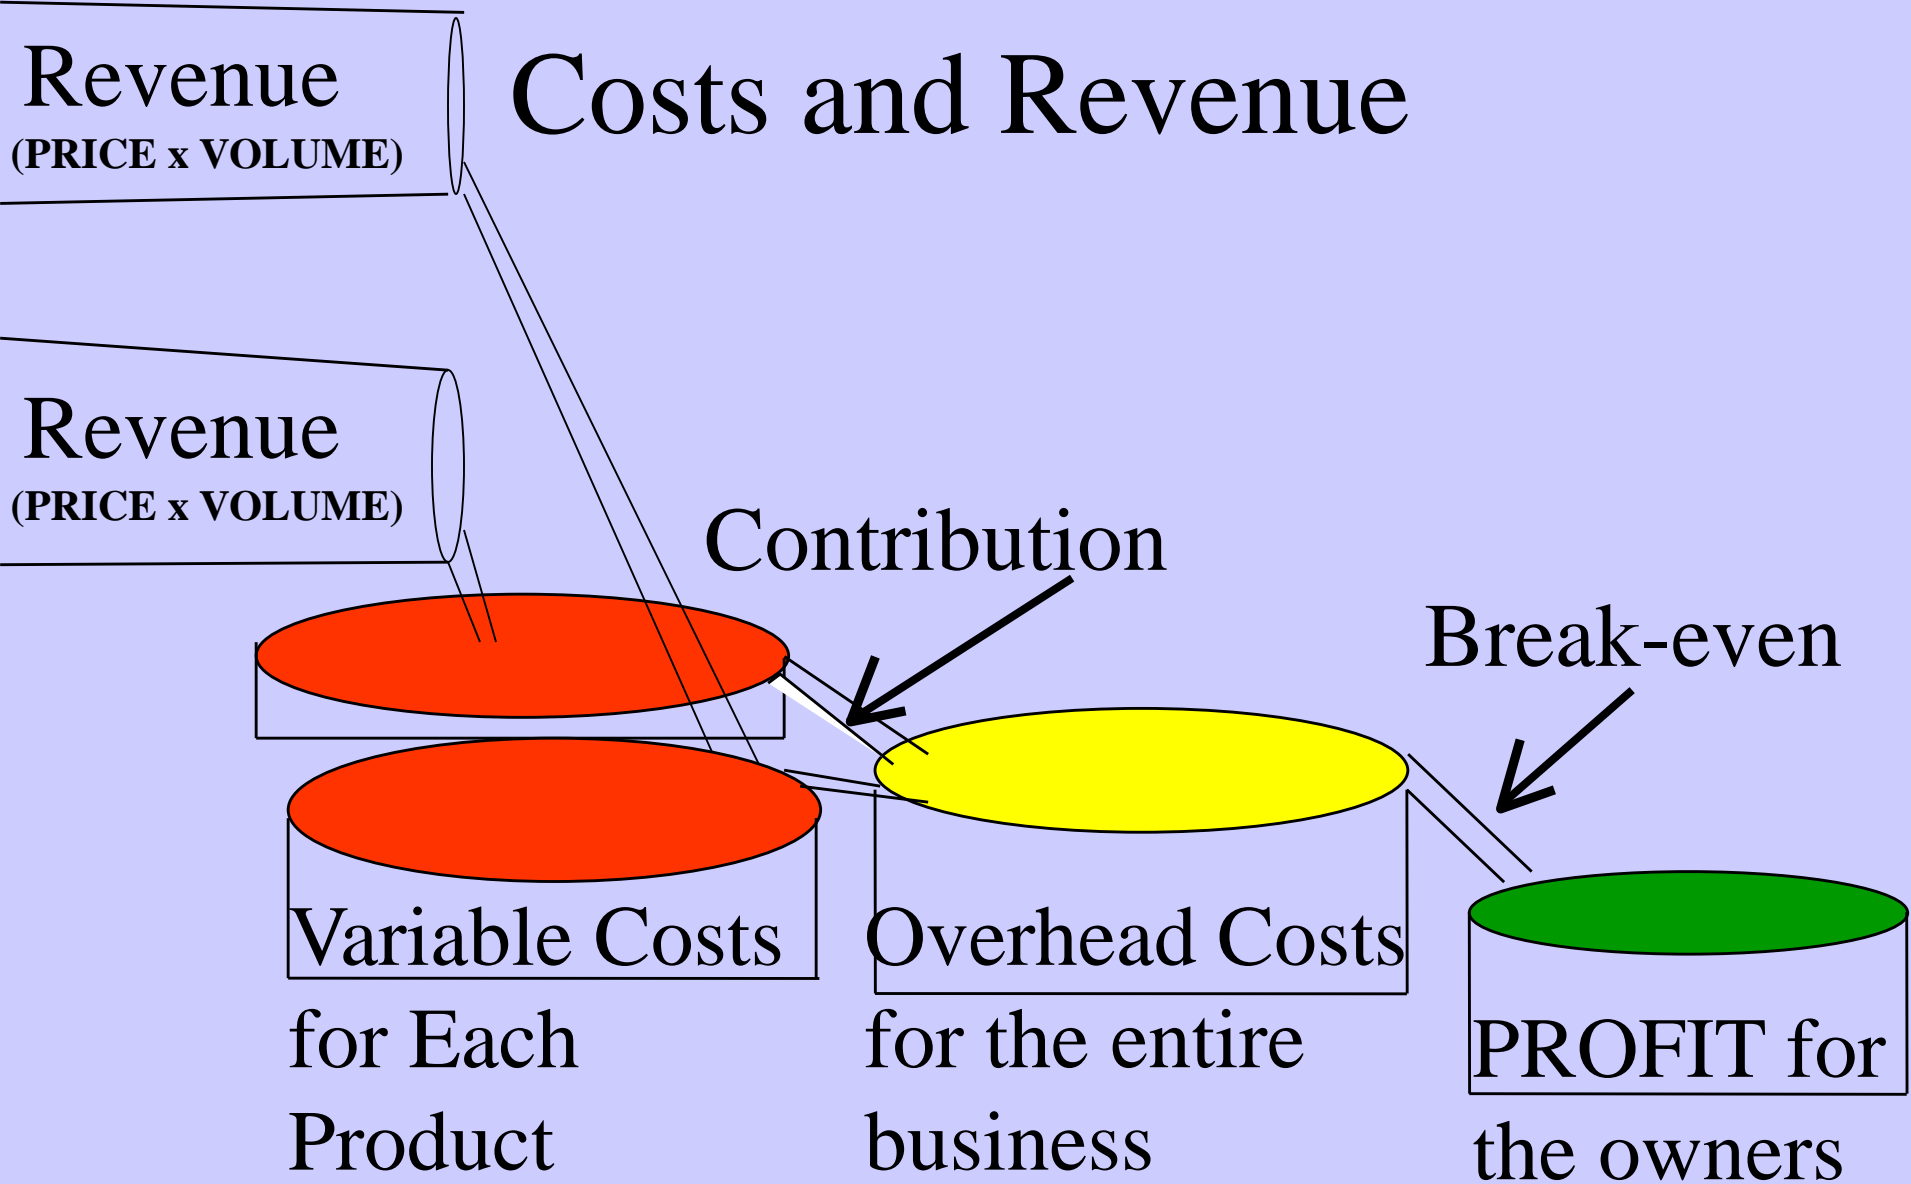 Costs and Revenue
Revenue
(PRICE x VOLUME)
Revenue
(PRICE x VOLUME)
Contribution
Break-even
Variable Costs
for Each
Product
Overhead Costs
for the entire
business
PROFIT for
the owners